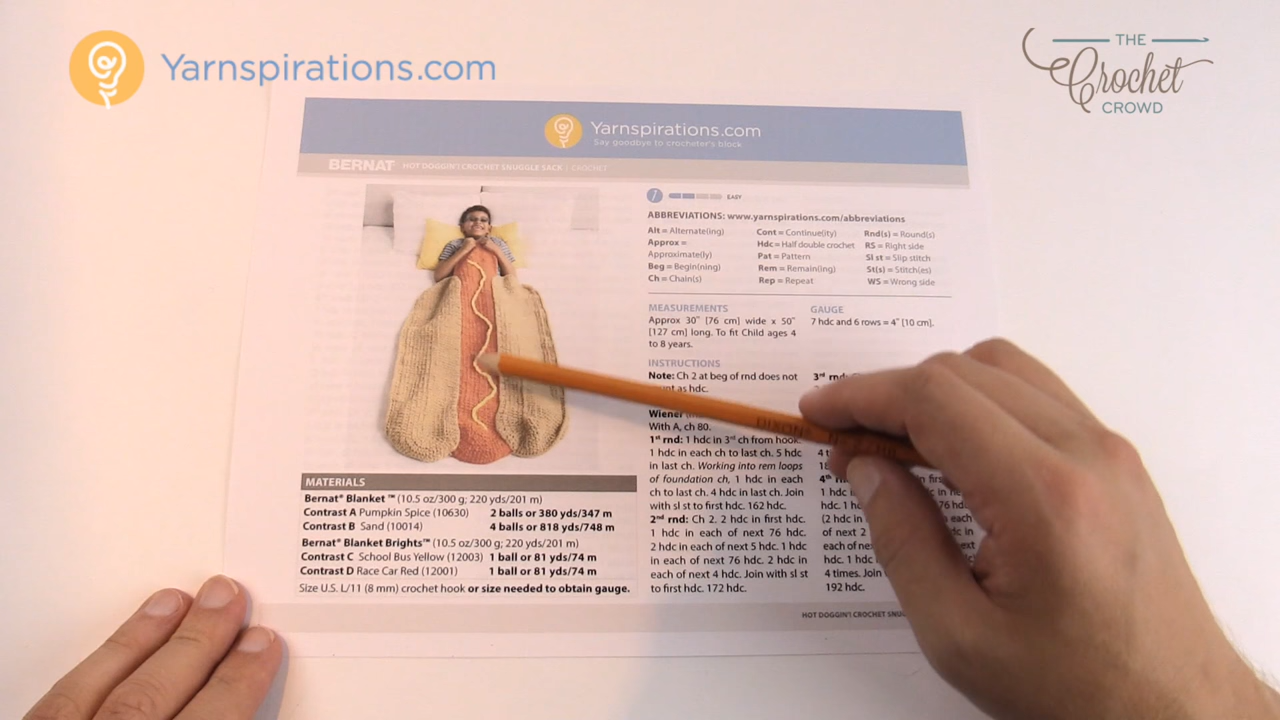 Yarnspirations.com
THE
Crochet
CROWD
Yarnspirations.com
Say goodbye to crocheter's block
BERNAT HOT DOGGIN'S CROCHET SNUGGLE SACK | CROCHET
EASY
ABBREVIATIONS: www.yarnspirations.com/abbreviations
Alt = Alternate(ing)
Approx =
Approximate(ly)
Beg = Begin(ning)
Ch = Chain(s)
Cont = Continue(ity)
Hdc = Half double crochet
Pat = Pattern
Rem = Remain(ing)
Rep = Repeat
Rnd(s) = Round(s)
RS = Right side
Sl st = Slip stitch
St(s) = Stitch(es)
WS = Wrong side
MEASUREMENTS
Approx 30" [76 cm] wide x 50"
[127 cm] long. To fit Child ages 4
to 8 years.
GAUGE
7 hdc and 6 rows = 4" [10 cm].
INSTRUCTIONS
Note: Ch 2 at beg of rnd does not
as hdc.
Wiener
With A, ch 80.
1st rnd: 1 hdc in 3rd ch from hook.
1 hdc in each ch to last ch. 5 hdc
in last ch. Working into rem loops
of foundation ch, 1 hdc in each
ch to last ch. 4 hdc in last ch. Join
with sl st to first hdc. 162 hdc.
2nd rnd: Ch 2. 2 hdc in first hdc.
1 hdc in each of next 76 hdc.
2 hdc in each of next 5 hdc. 1 hdc
in each of next 76 hdc. 2 hdc in
each of next 4 hdc. Join with sl st
to first hdc. 172 hdc.
3rd rnd:
4th
1 hdc in
hdc. 1 76 hdc.
(2 hdc in each
of next 2
each of next
hdc. 1
4 times. Join
192 hdc.
DIXON
MATERIALS
Bernat® Blanket ™ (10.5 oz/300 g; 220 yds/201 m)
Contrast A Pumpkin Spice (10630) 2 balls or 380 yds/347 m
Contrast B Sand (10014) 4 balls or 818 yds/748 m
Bernat® Blanket Brights™ (10.5 oz/300 g; 220 yds/201 m)
Contrast C School Bus Yellow (12003) 1 ball or 81 yds/74 m
Contrast D Race Car Red (12001) 1 ball or 81 yds/74 m
Size U.S. L/11 (8 mm) crochet hook or size needed to obtain gauge.
HOT DOGGIN'S CROCHET